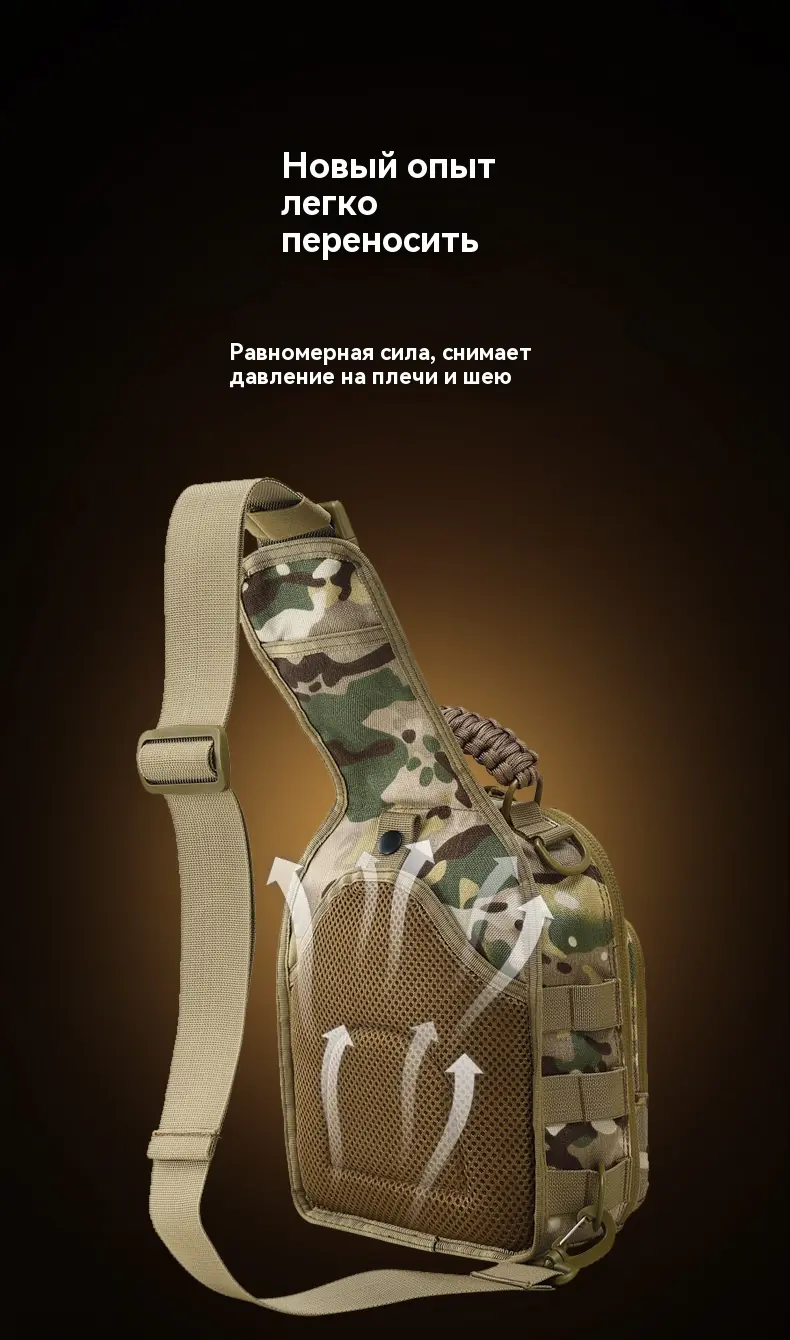 Новый опыт
легко
переносить
Равномерная сила, снимает
давление на плечи и шею